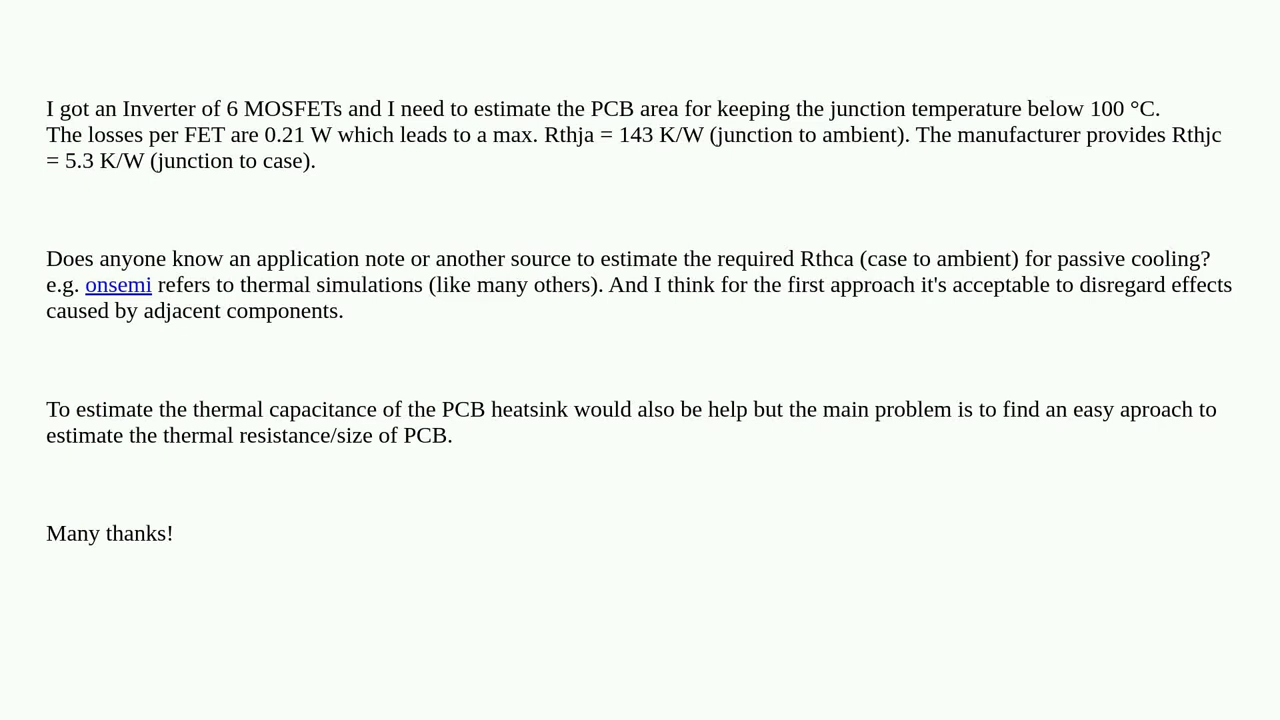 I got an Inverter of 6 MOSFETs and I need to estimate the PCB area for keeping the junction temperature below 100 °C.
The losses per FET are 0.21 W which leads to a max. Rthja = 143 K/W (junction to ambient). The manufacturer provides Rthjc
= 5.3 K/W (junction to case).
Does anyone know an application note or another source to estimate the required Rthca (case to ambient) for passive cooling?
e.g. onsemi refers to thermal simulations (like many others). And I think for the first approach it's acceptable to disregard effects
caused by adjacent components.
To estimate the thermal capacitance of the PCB heatsink would also be help but the main problem is to find an easy aproach to
estimate the thermal resistance/size of PCB.
Many thanks!